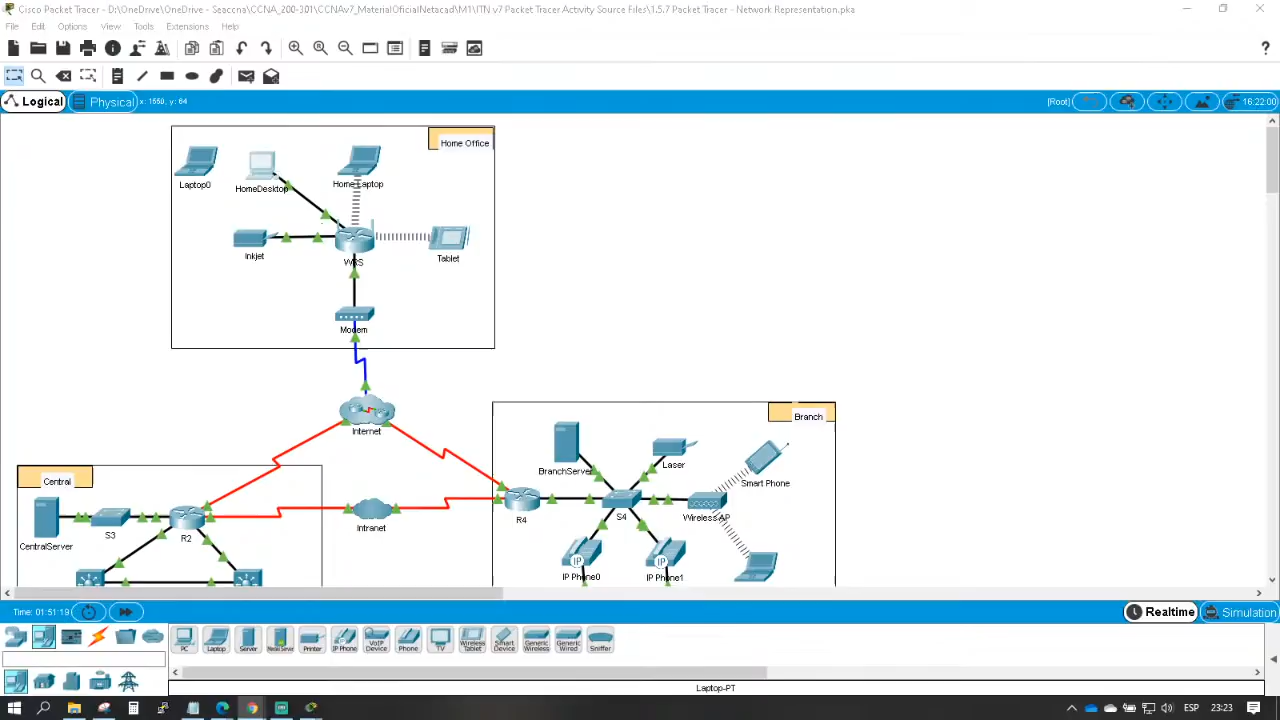 Cisco Packet Tracer - D:\OneDrive\OneDrive - Seaccna\CCNA_200-301\CCNAv7_MaterialOficialNetacad\M1\ITN v7 Packet Tracer Activity Source Files\1.5.7 Packet Tracer - Network Representation.pka
File Edit Options View Tools Extensions Help
?
Logical Physical x: 1550, y: 64 [Root] 16:22:00
Home Office
Laptop0 HomeDesktop Home Laptop
Inkjet WRS Tablet
Modem
Internet
Branch
BranchServer Laser Smart Phone
Central
CentralServer S3 R2 Intranet R4 S4 Wireless AP
IP IP
IP Phone0 IP Phone1
Time: 01:51:19 Realtime Simulation
PC Laptop Server Printer IP Phone VoIP Device Phone TV Wireless Tablet Smart Device Generic Wireless Generic Wired Sniffer
Laptop-PT
ESP 23:23